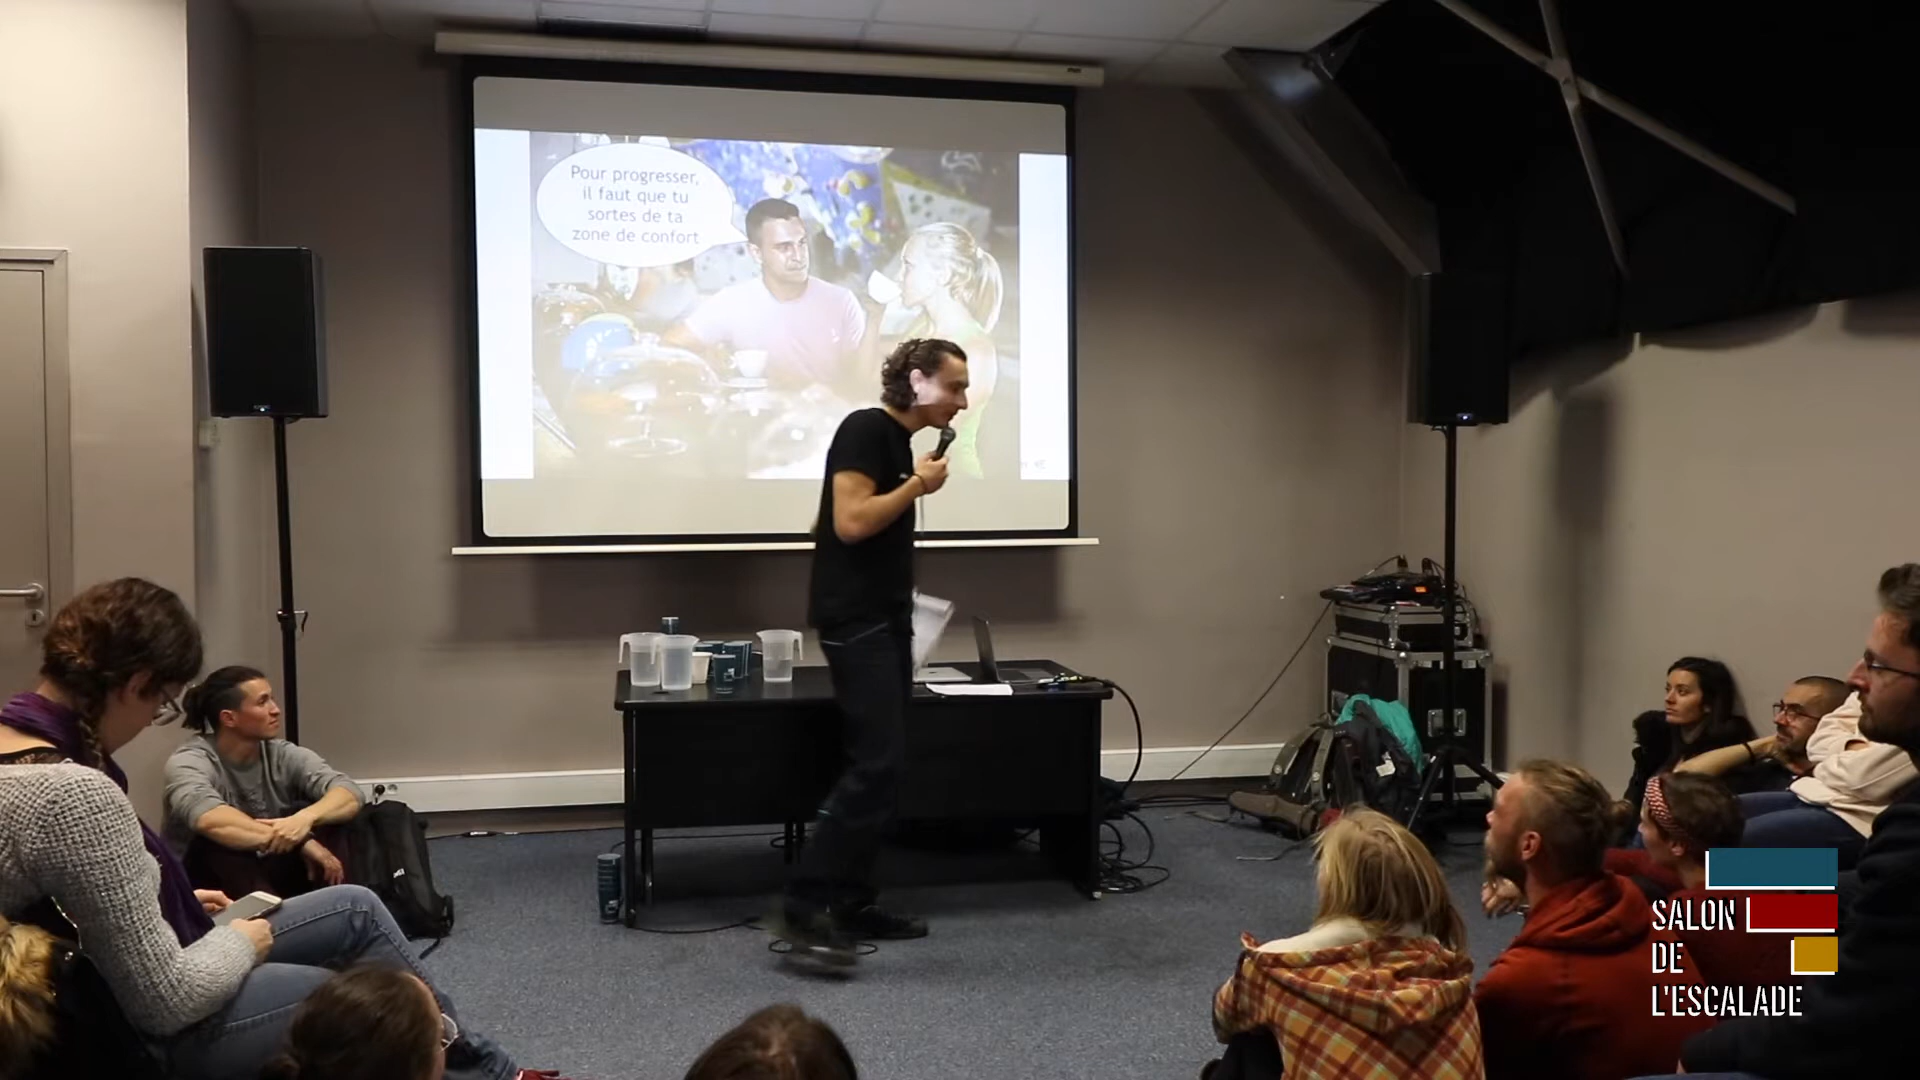 Pour progresser,
il faut que tu
sortes de ta
zone de confort
SALON
DE
L'ESCALADE